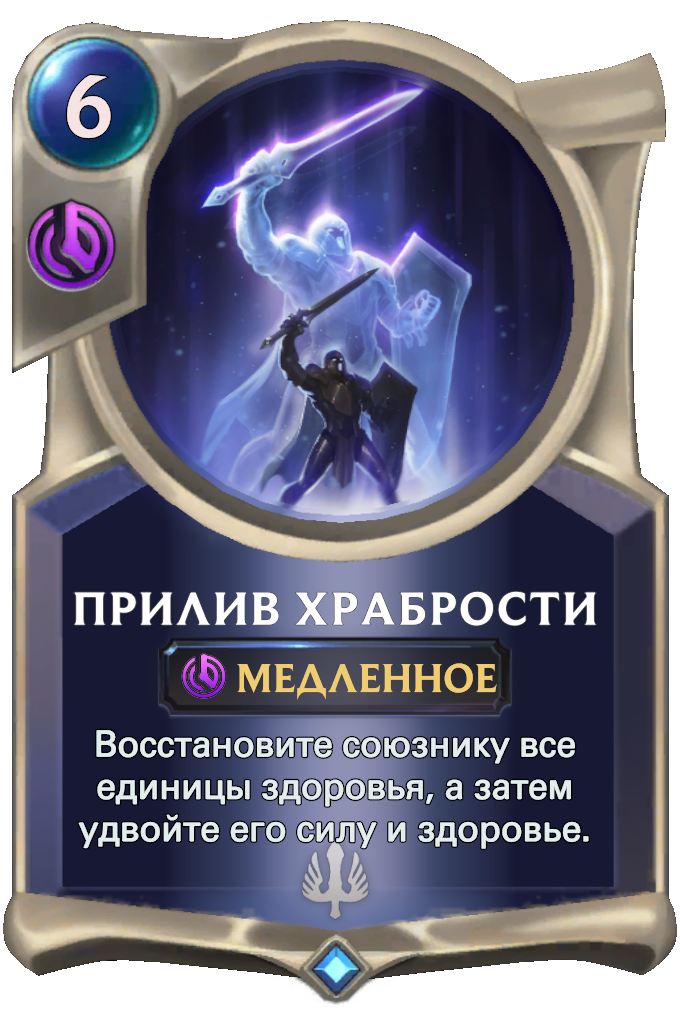 6
ПРИЛИВ ХРАБРОСТИ
МЕДЛЕННОЕ
Восстановите союзнику все
единицы здоровья, а затем
удвойте его силу и здоровье.